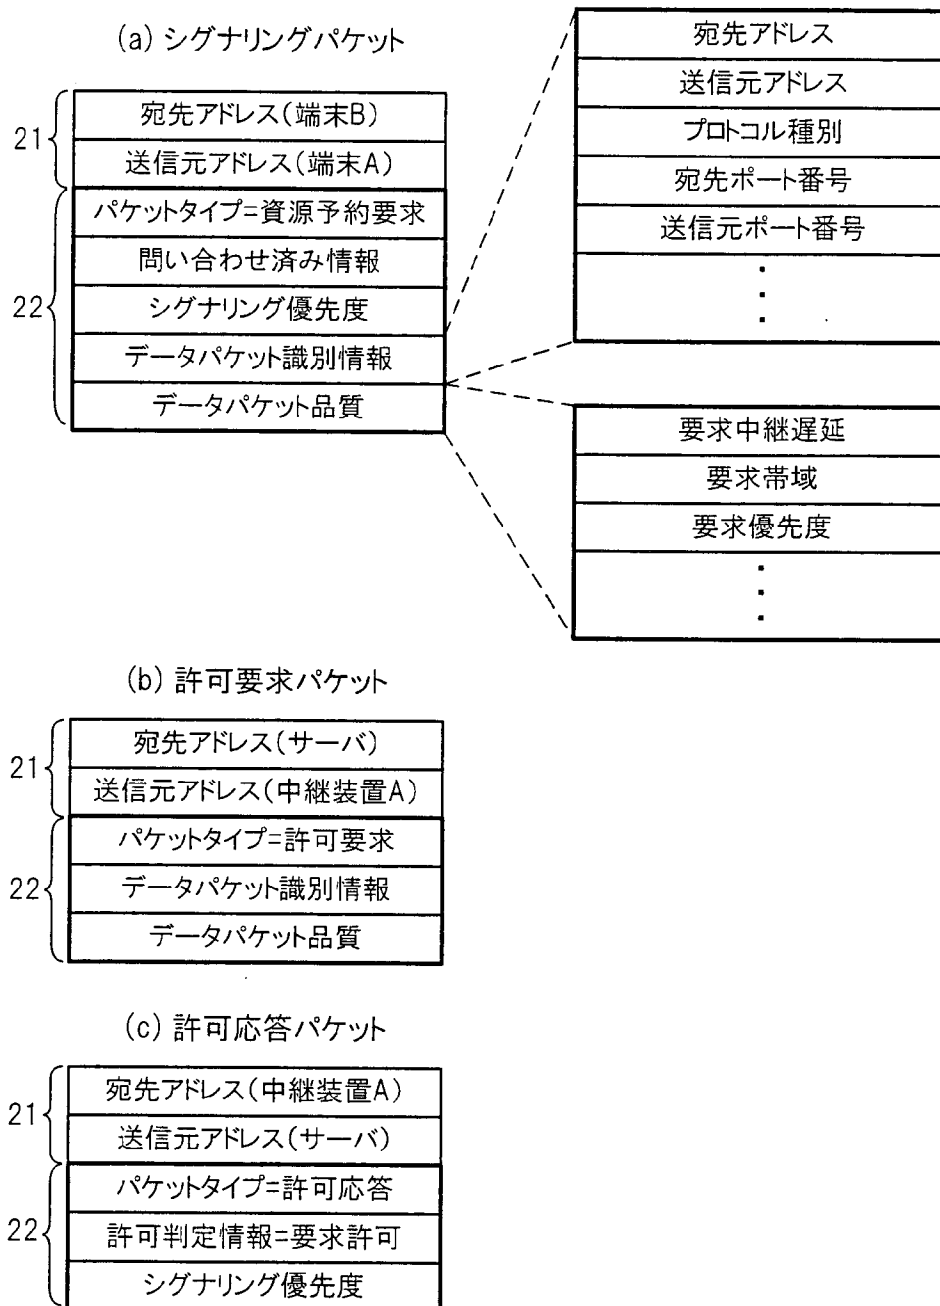 (a) シグナリングパケット
21
宛先アドレス(端末B)
送信元アドレス(端末A)
22
パケットタイプ=資源予約要求
問い合わせ済み情報
シグナリング優先度
データパケット識別情報
データパケット品質
宛先アドレス
送信元アドレス
プロトコル種別
宛先ポート番号
送信元ポート番号
要求中継遅延
要求帯域
要求優先度
(b) 許可要求パケット
21
宛先アドレス(サーバ)
送信元アドレス(中継装置A)
22
パケットタイプ=許可要求
データパケット識別情報
データパケット品質
(c) 許可応答パケット
21
宛先アドレス(中継装置A)
送信元アドレス(サーバ)
22
パケットタイプ=許可応答
許可判定情報=要求許可
シグナリング優先度